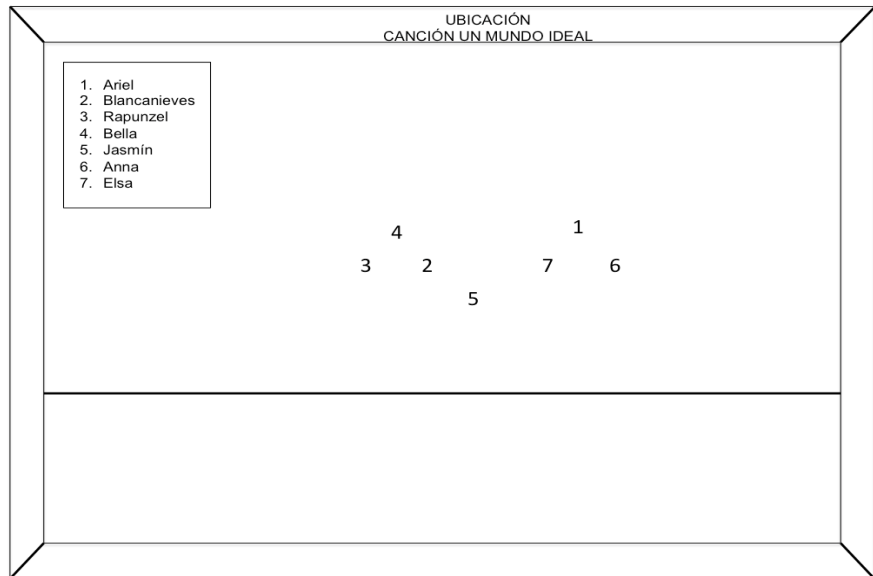 UBICACIÓN
CANCIÓN UN MUNDO IDEAL
1. Ariel
2. Blancanieves
3. Rapunzel
4. Bella
5. Jasmín
6. Anna
7. Elsa
4 1
3 2 7 6
5